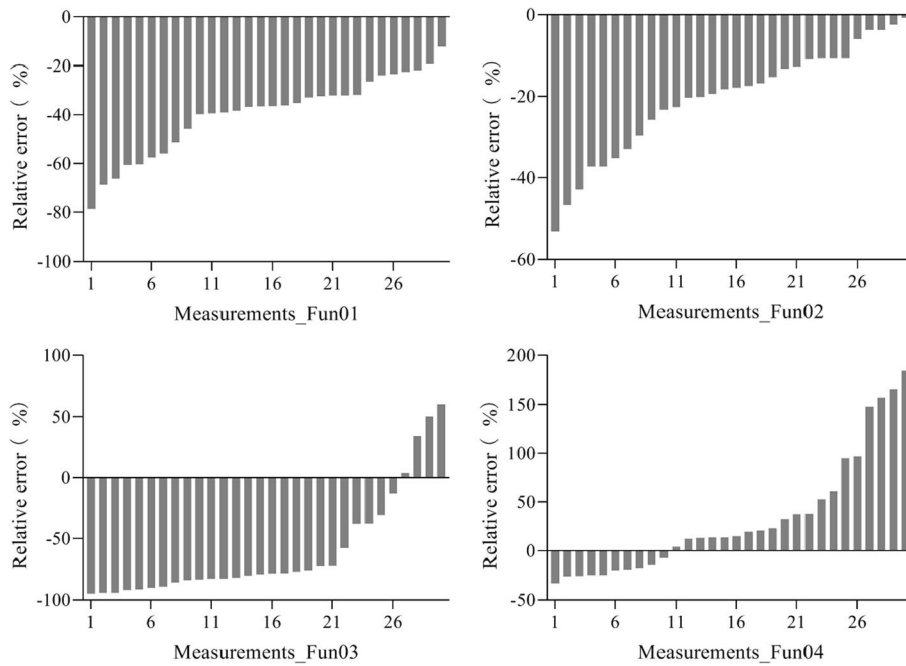 Relative error（ %）
0
-20
-40
-60
-80
-100
1 6 11 16 21 26
Measurements_Fun01
Relative error（ %）
0
-20
-40
-60
1 6 11 16 21 26
Measurements_Fun02
Relative error（ %）
100
50
0
-50
-100
1 6 11 16 21 26
Measurements_Fun03
Relative error（ %）
200
150
100
50
0
-50
1 6 11 16 21 26
Measurements_Fun04